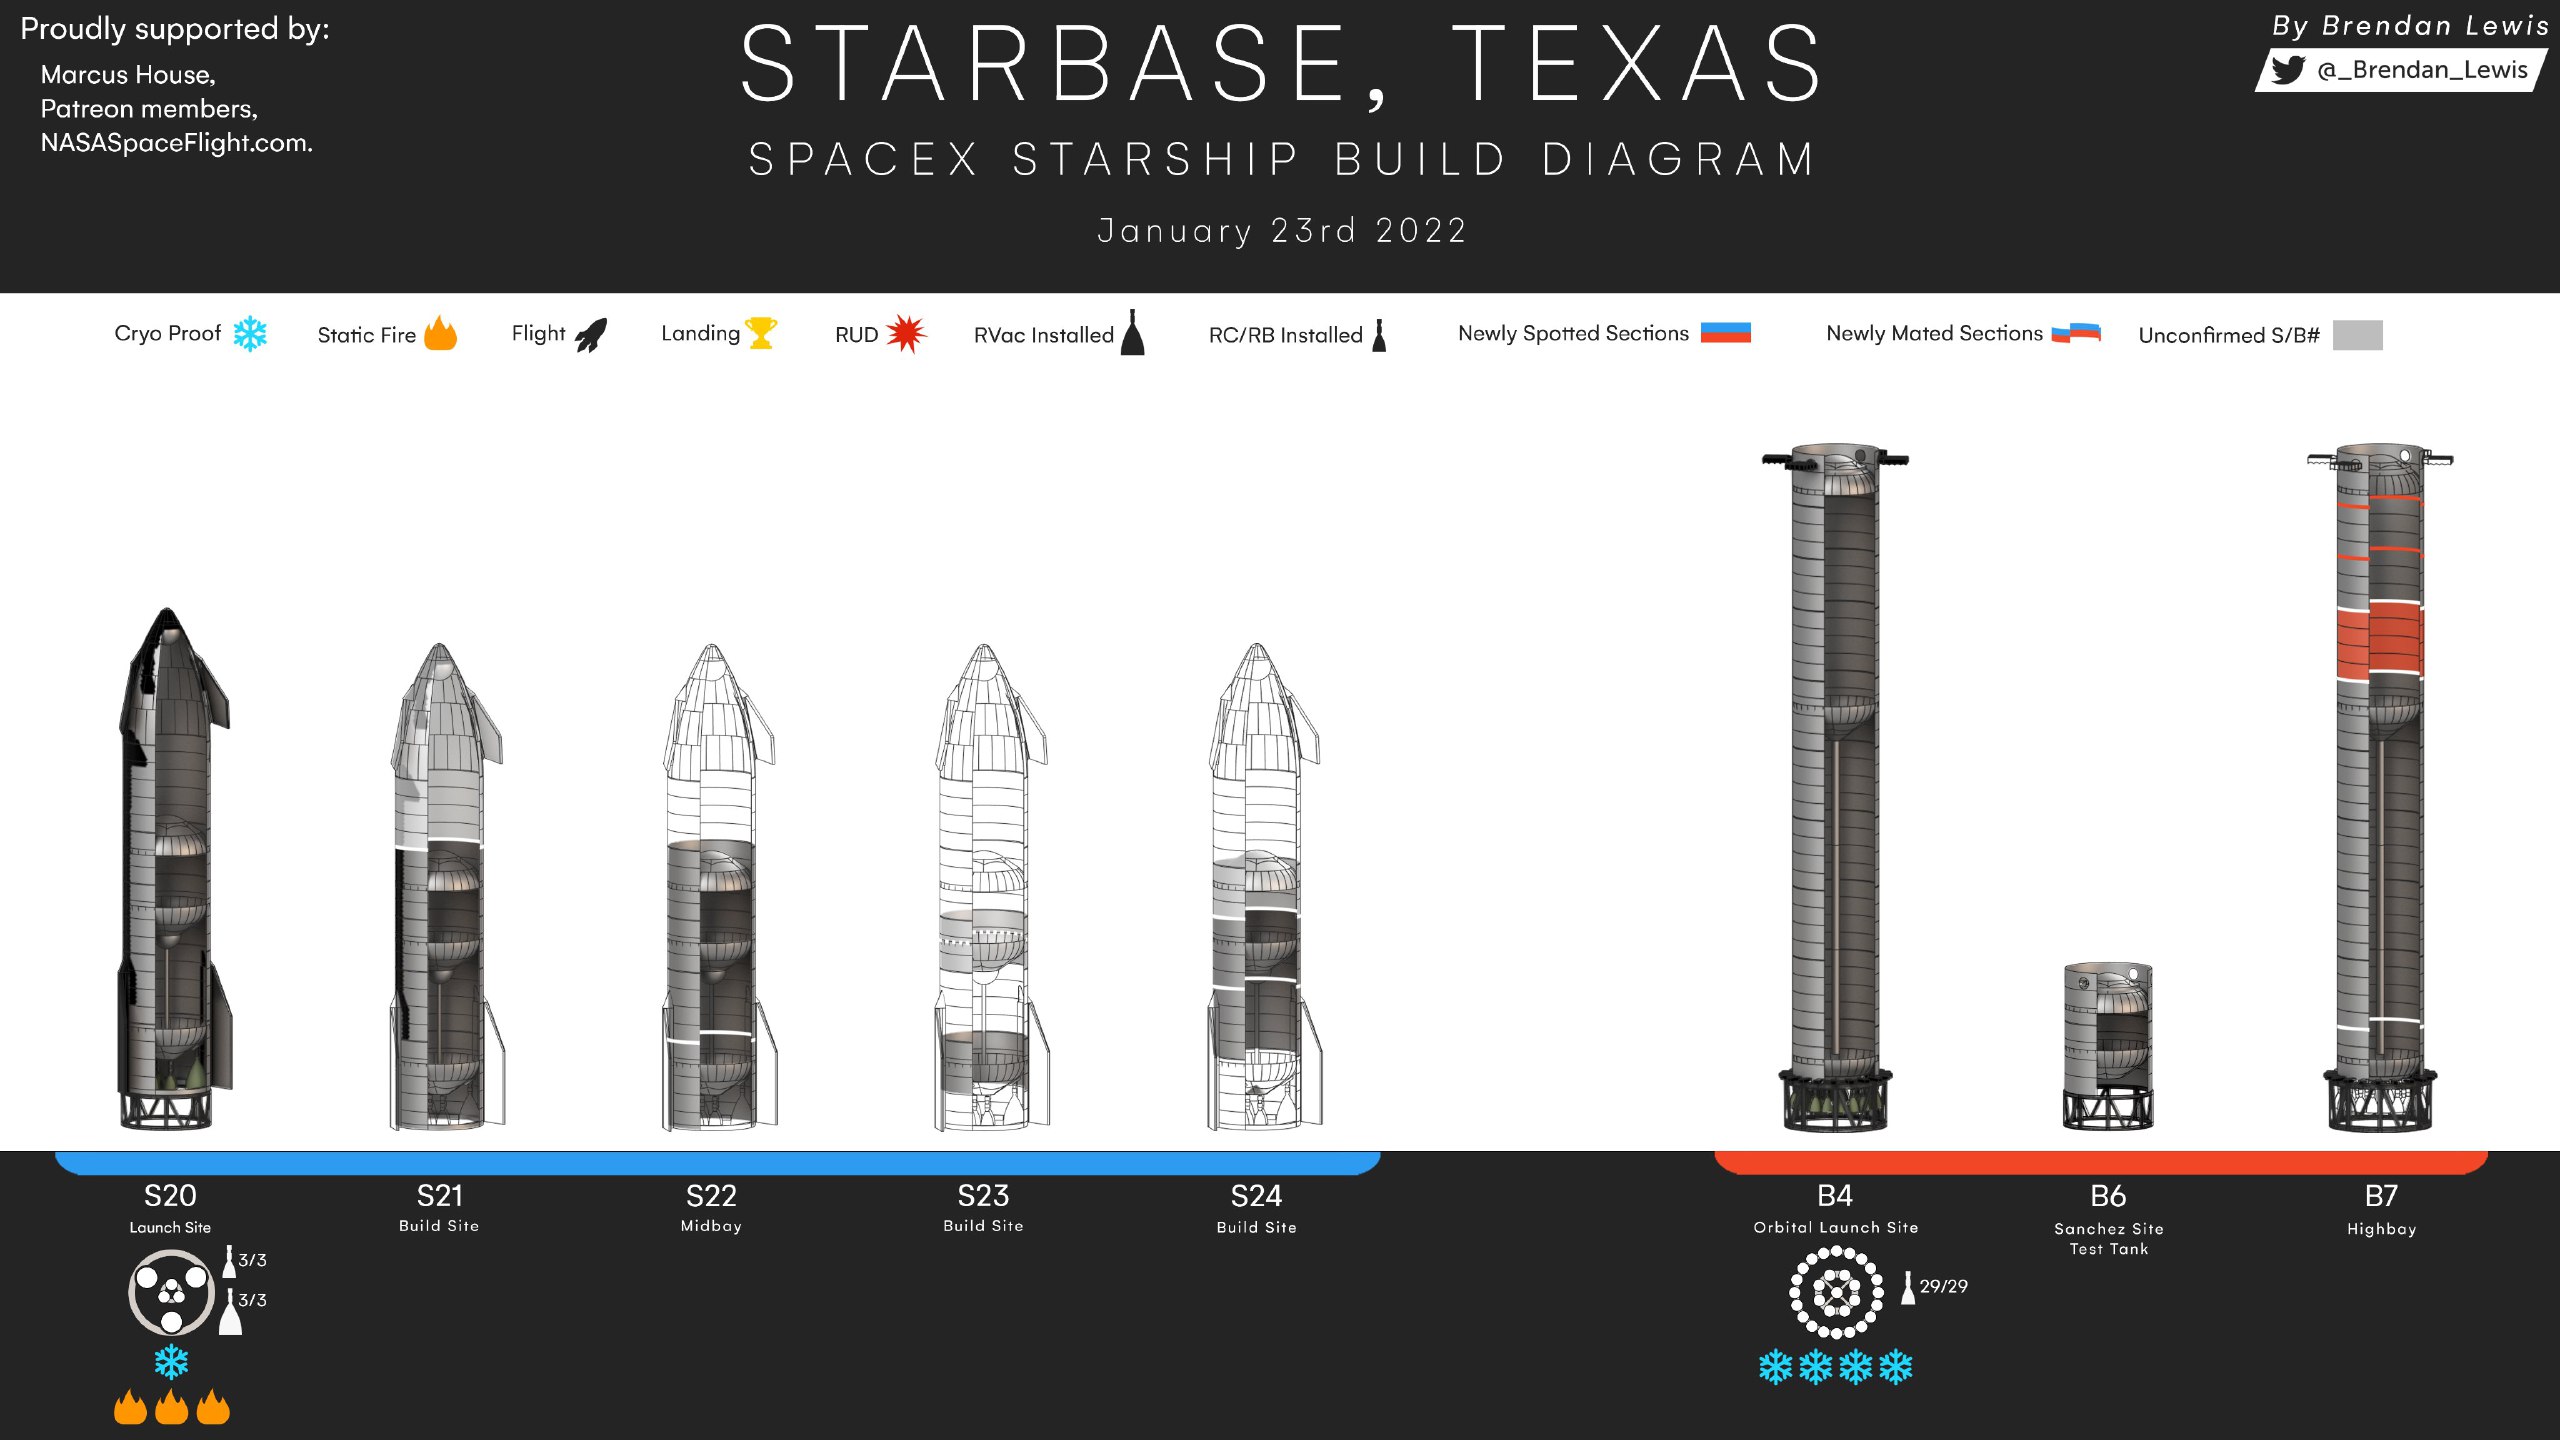 Proudly supported by:
Marcus House,
Patreon members,
NASASpaceFlight.com.
STARBASE, TEXAS
SPACEX STARSHIP BUILD DIAGRAM
January 23rd 2022
By Brendan Lewis
@_Brendan_Lewis
Cryo Proof
Static Fire
Flight
Landing
RUD
RVac Installed
RC/RB Installed
Newly Spotted Sections
Newly Mated Sections
Unconfirmed S/B#
S20
Launch Site
3/3
3/3
S21
Build Site
S22
Midbay
S23
Build Site
S24
Build Site
B4
Orbital Launch Site
29/29
B6
Sanchez Site
Test Tank
B7
Highbay